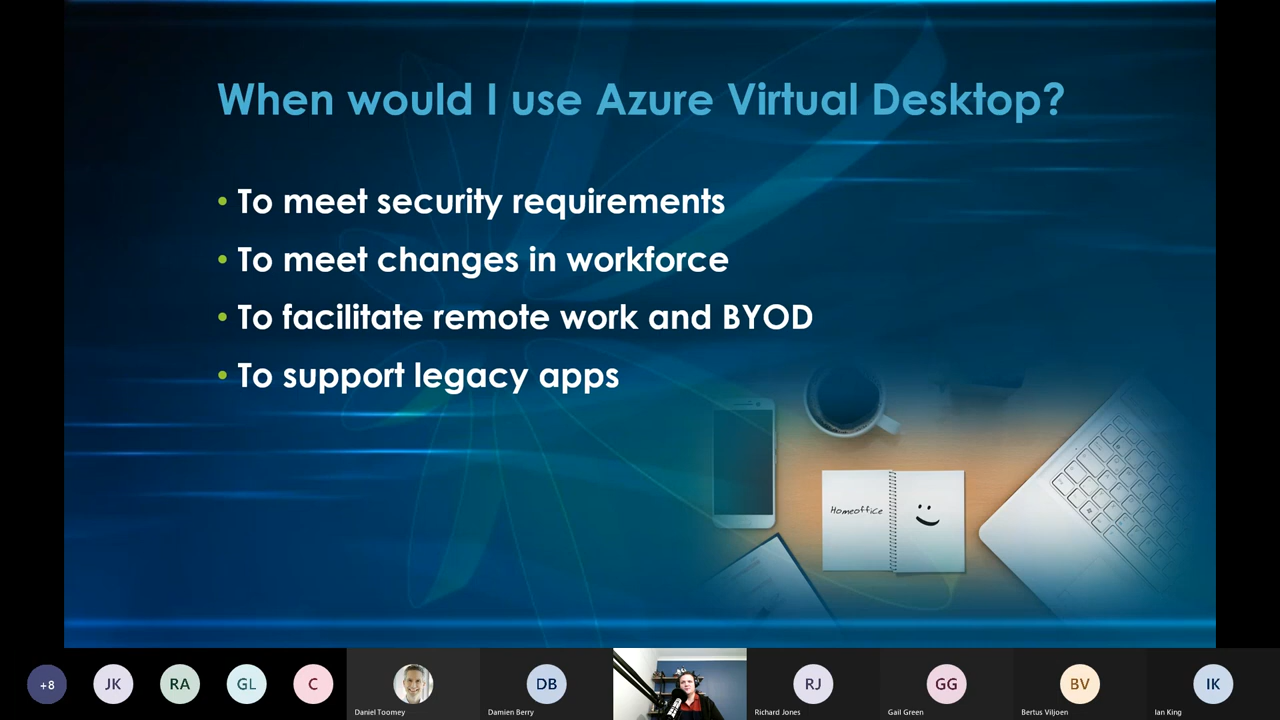 When would I use Azure Virtual Desktop?
• To meet security requirements
• To meet changes in workforce
• To facilitate remote work and BYOD
• To support legacy apps
Homeoffice
+8
JK
RA
GL
C
Daniel Toomey
DB
Damien Berry
RJ
Richard Jones
GG
Gail Green
BV
Bertus Viljoen
IK
Ian King